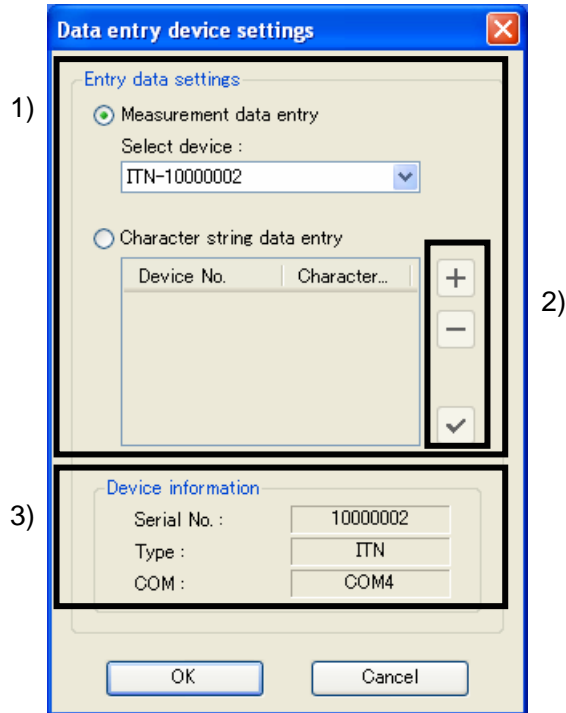 Data entry device settings
Entry data settings
1)
Measurement data entry
Select device :
ITN-10000002
Character string data entry
Device No. Character...
2)
Device information
3)
Serial No. : 10000002
Type : ITN
COM : COM4
OK Cancel